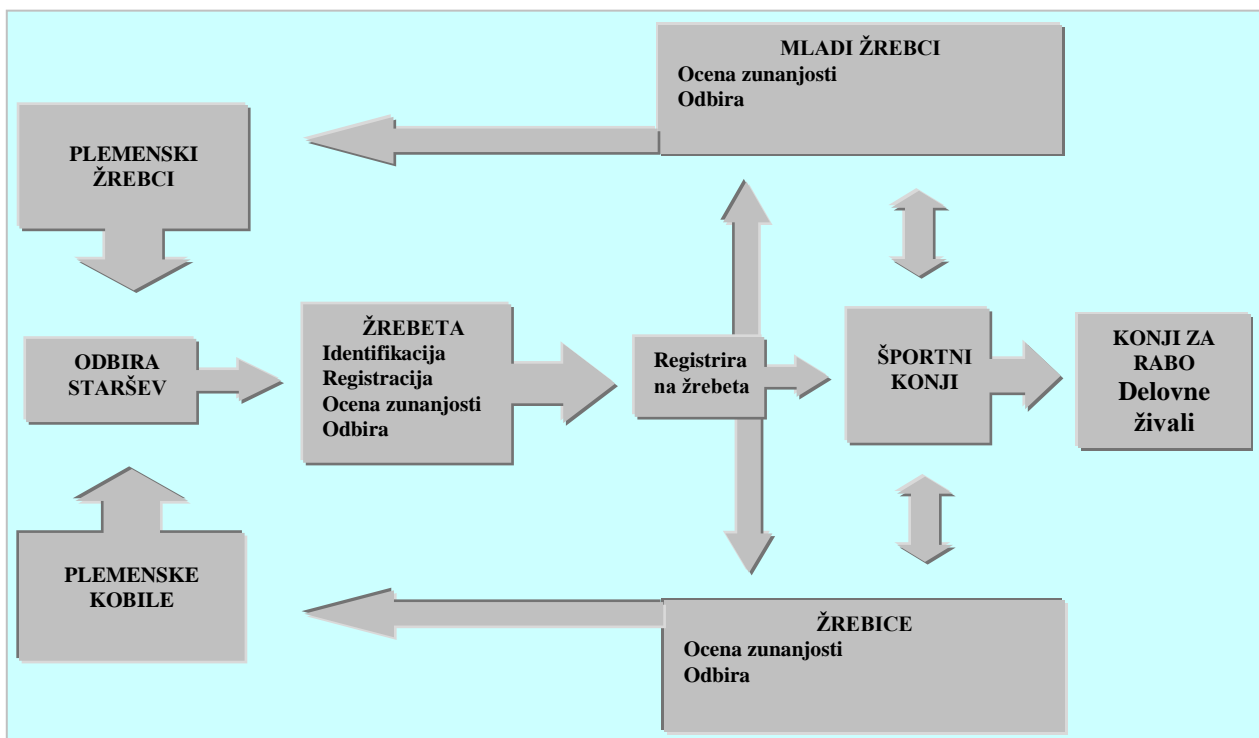 MLADI ŽREBCI
Ocena zunanjosti
Odbira
PLEMENSKI
ŽREBCI
ODBIRA
STARŠEV
ŽREBETA
Identifikacija
Registracija
Ocena zunanjosti
Odbira
Registrira
na žrebeta
ŠPORTNI
KONJI
KONJI ZA
RABO
Delovne
živali
PLEMENSKE
KOBILE
ŽREBICE
Ocena zunanjosti
Odbira